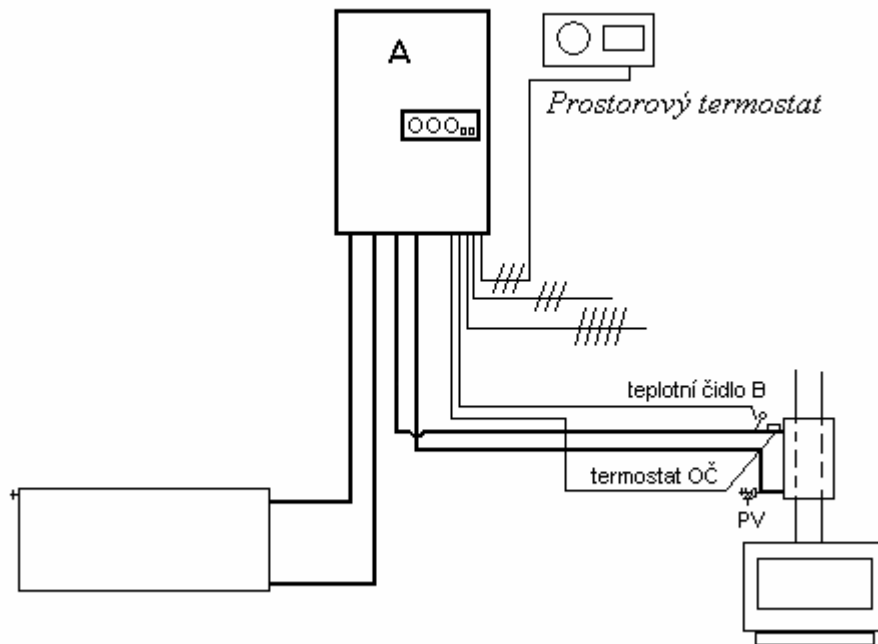 A
Prostorový termostat
teplotní čidlo B
termostat OČ
PV